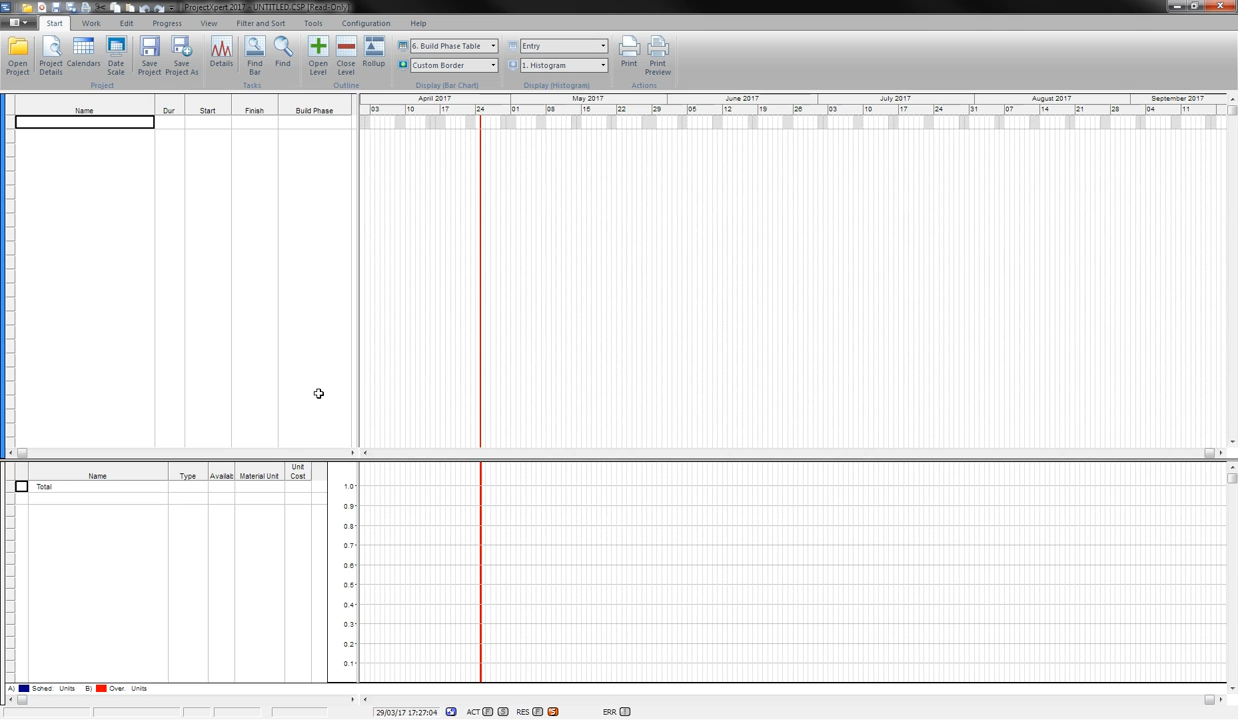 ProjectXpert 2017 - UNTITLED.CSP [Read-Only]
Start Work Edit Progress View Filter and Sort Tools Configuration Help
Open Project
Project Details
Calendars
Date Scale
Save Project
Save Project As
Details
Find Bar
Find
Open Level
Close Level
Rollup
6. Build Phase Table
Custom Border
Entry
1. Histogram
Print
Print Preview
Project Tasks Outline Display (Bar Chart) Display (Histogram) Actions
April 2017 May 2017 June 2017 July 2017 August 2017 September 2017
Name Dur Start Finish Build Phase
03 10 17 24 01 08 15 22 29 05 12 19 26 03 10 17 24 31 07 14 21 28 04 11
Name Type Availab Material Unit Unit Cost
Total
1.0
0.9
0.8
0.7
0.6
0.5
0.4
0.3
0.2
0.1
A) Sched Units B) Over Units
29/03/17 17:27:04 ACT F S RES F S ERR !